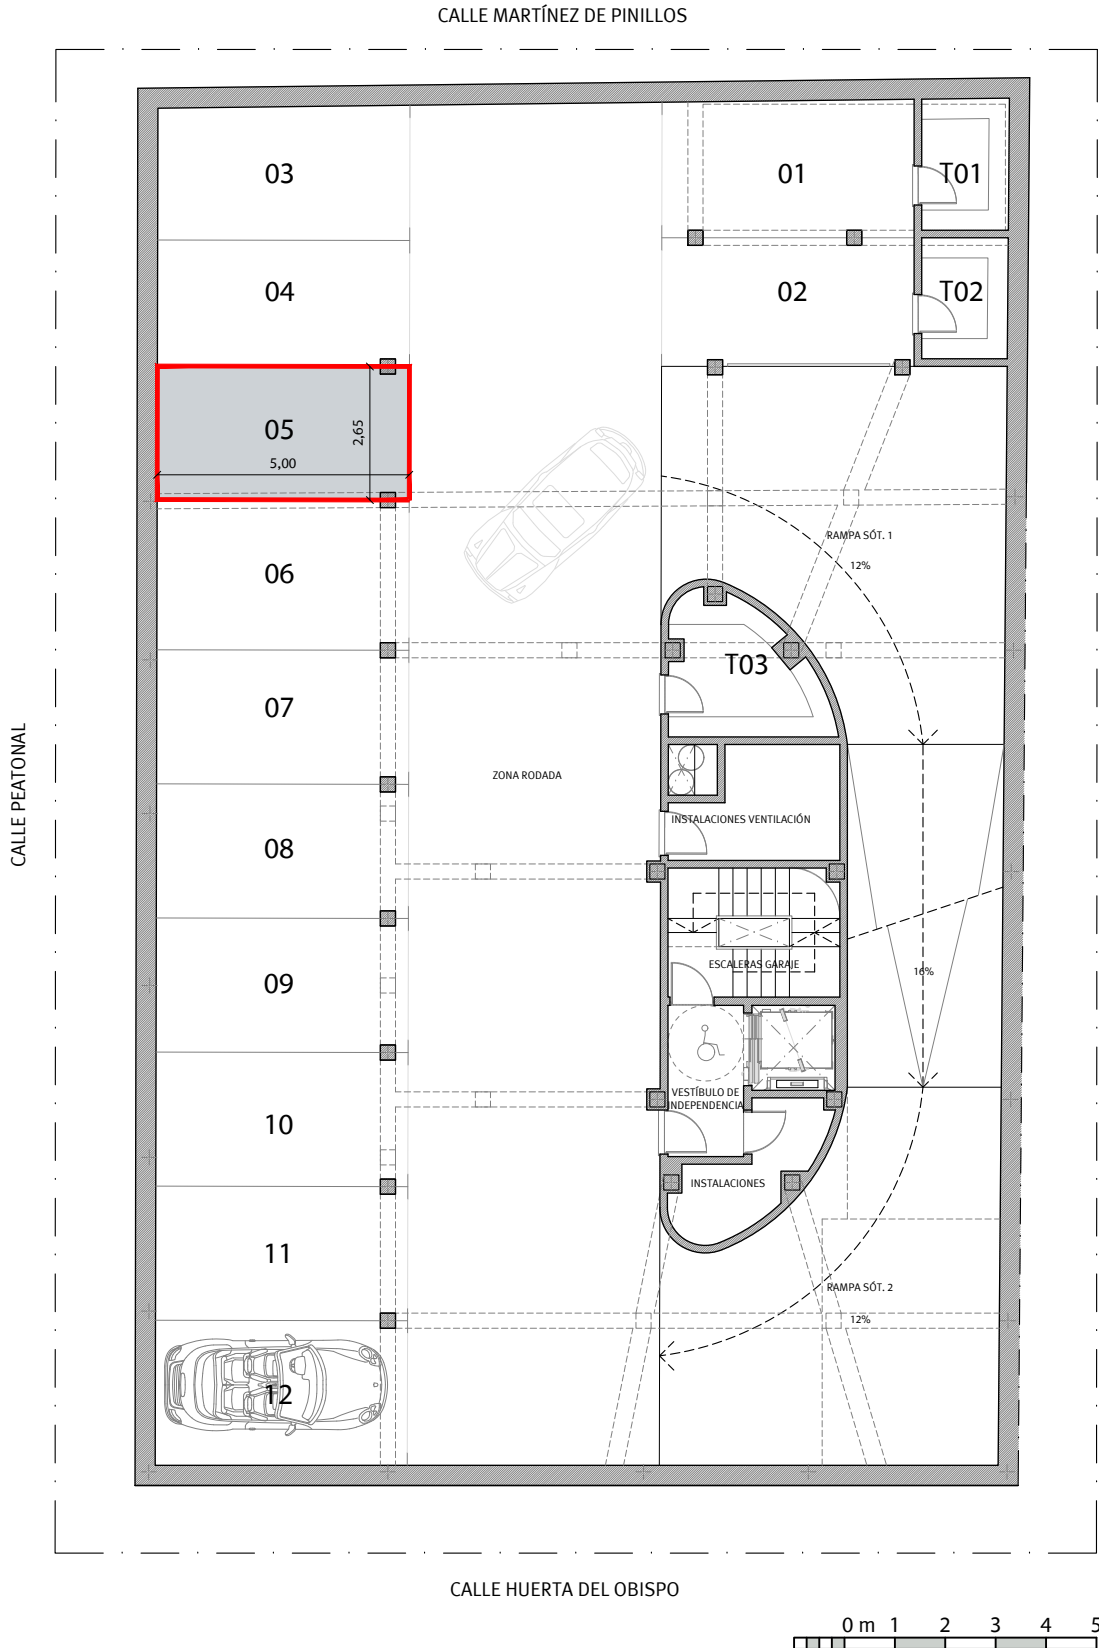 CALLE MARTÍNEZ DE PINILLOS
03
01
T01
04
02
T02
05
2,65
5,00
RAMPA SÓT. 1
12%
06
T03
07
CALLE PEATONAL
ZONA RODADA
INSTALACIONES VENTILACIÓN
08
ESCALERAS GARAJE
16%
09
VESTÍBULO DE
INDEPENDENCIA
10
INSTALACIONES
11
RAMPA SÓT. 2
12%
12
CALLE HUERTA DEL OBISPO
0 m 1 2 3 4 5